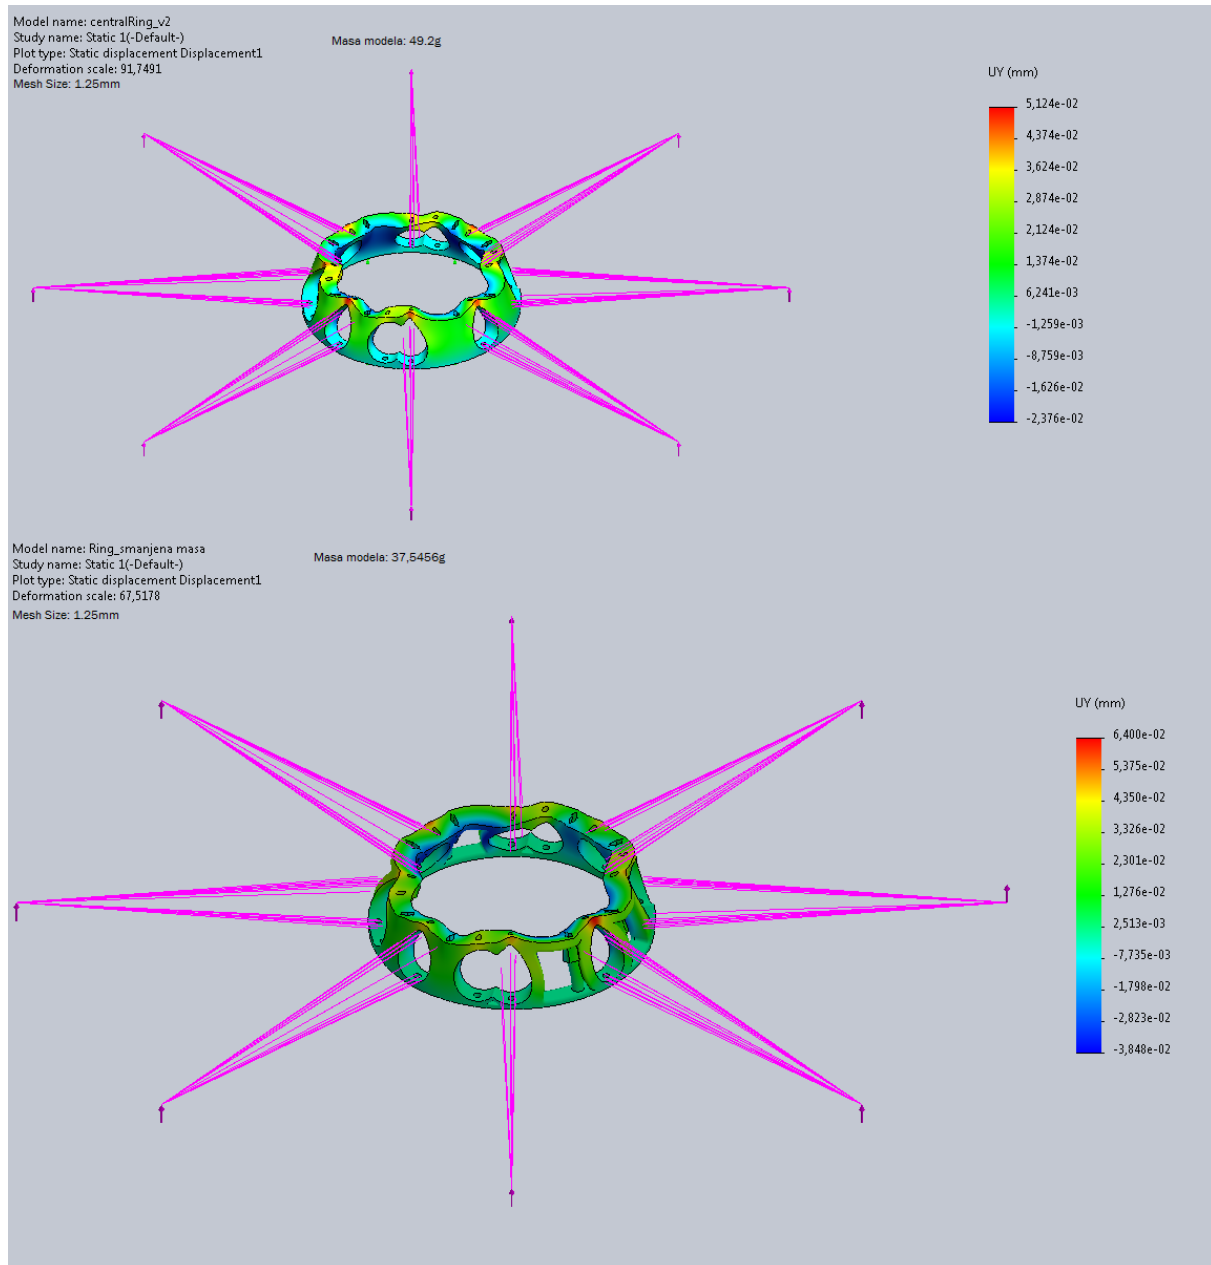 Model name: centralRing_v2
Study name: Static 1(-Default-)
Plot type: Static displacement Displacement1
Deformation scale: 91,7491
Mesh Size: 1.25mm
Masa modela: 49.2g
UY (mm)
5,124e-02
4,374e-02
3,624e-02
2,874e-02
2,124e-02
1,374e-02
6,241e-03
-1,259e-03
-8,759e-03
-1,626e-02
-2,376e-02
Model name: Ring_smanjena masa
Study name: Static 1(-Default-)
Plot type: Static displacement Displacement1
Deformation scale: 67,5178
Mesh Size: 1.25mm
Masa modela: 37,5456g
UY (mm)
6,400e-02
5,375e-02
4,350e-02
3,326e-02
2,301e-02
1,276e-02
2,513e-03
-7,735e-03
-1,798e-02
-2,823e-02
-3,848e-02